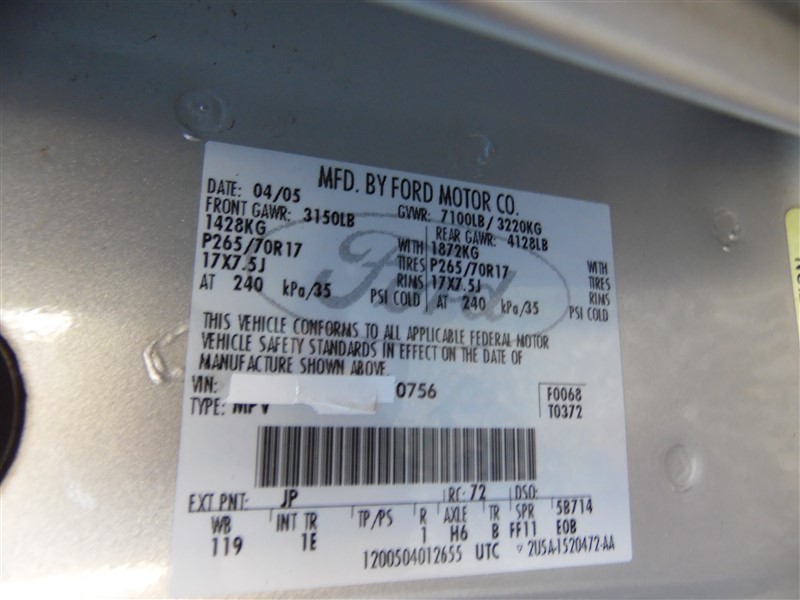 MFD. BY FORD MOTOR CO.
DATE: 04/05 GVWR: 7100LB / 3220KG
FRONT GAWR: 3150LB REAR GAWR: 4128LB
1428KG WITH 1872KG WITH
P265/70R17 TIRES P265/70R17 TIRES
17X7.5J RIMS 17X7.5J RIMS
AT 240 kPa/35 PSI COLD AT 240 kPa/35 PSI COLD
Ford
THIS VEHICLE CONFORMS TO ALL APPLICABLE FEDERAL MOTOR
VEHICLE SAFETY STANDARDS IN EFFECT ON THE DATE OF
MANUFACTURE SHOWN ABOVE.
VIN: 0756 F0068
TYPE: MPV T0372
EXT PNT: JP RC: 72 DSO:
WB INT TR TP/PS R AXLE TR SPR 5B714
119 1E 1 H6 B FF11 EOB
1200504012655 UTC 2U5A-1520472-AA